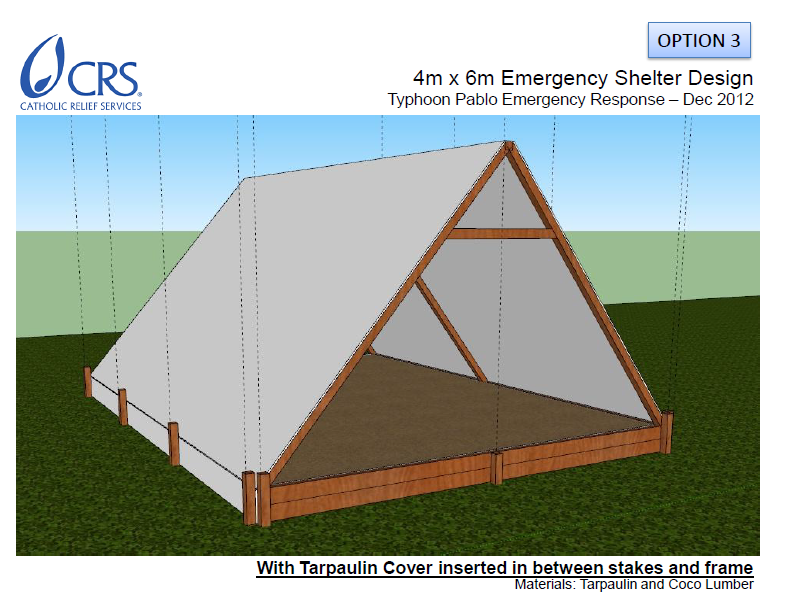 OPTION 3
CRS®
CATHOLIC RELIEF SERVICES
4m x 6m Emergency Shelter Design
Typhoon Pablo Emergency Response – Dec 2012
With Tarpaulin Cover inserted in between stakes and frame
Materials: Tarpaulin and Coco Lumber